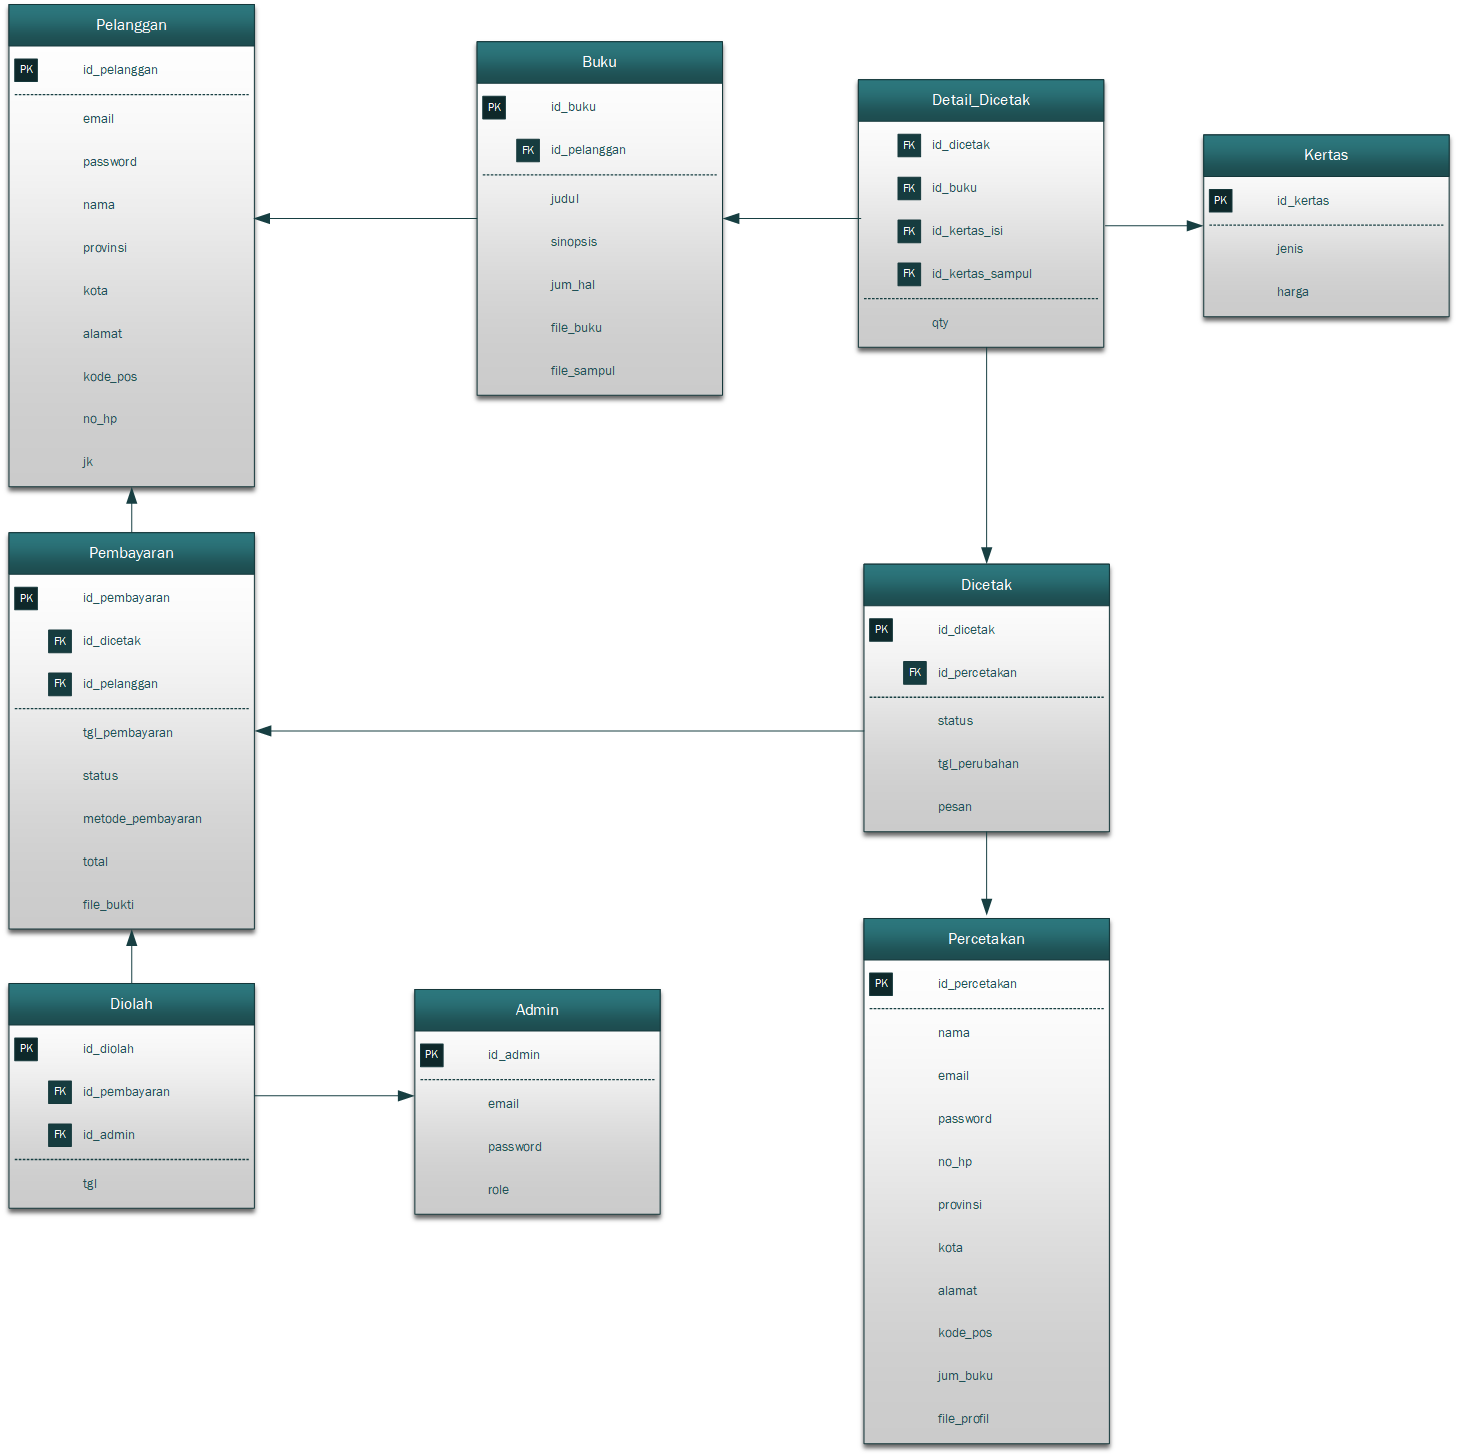 Pelanggan
PK id_pelanggan
email
password
nama
provinsi
kota
alamat
kode_pos
no_hp
jk
Buku
PK id_buku
FK id_pelanggan
judul
sinopsis
jum_hal
file_buku
file_sampul
Detail_Dicetak
FK id_dicetak
FK id_buku
FK id_kertas_isi
FK id_kertas_sampul
qty
Kertas
PK id_kertas
jenis
harga
Pembayaran
PK id_pembayaran
FK id_dicetak
FK id_pelanggan
tgl_pembayaran
status
metode_pembayaran
total
file_bukti
Dicetak
PK id_dicetak
FK id_percetakan
status
tgl_perubahan
pesan
Diolah
PK id_diolah
FK id_pembayaran
FK id_admin
tgl
Admin
PK id_admin
email
password
role
Percetakan
PK id_percetakan
nama
email
password
no_hp
provinsi
kota
alamat
kode_pos
jum_buku
file_profil